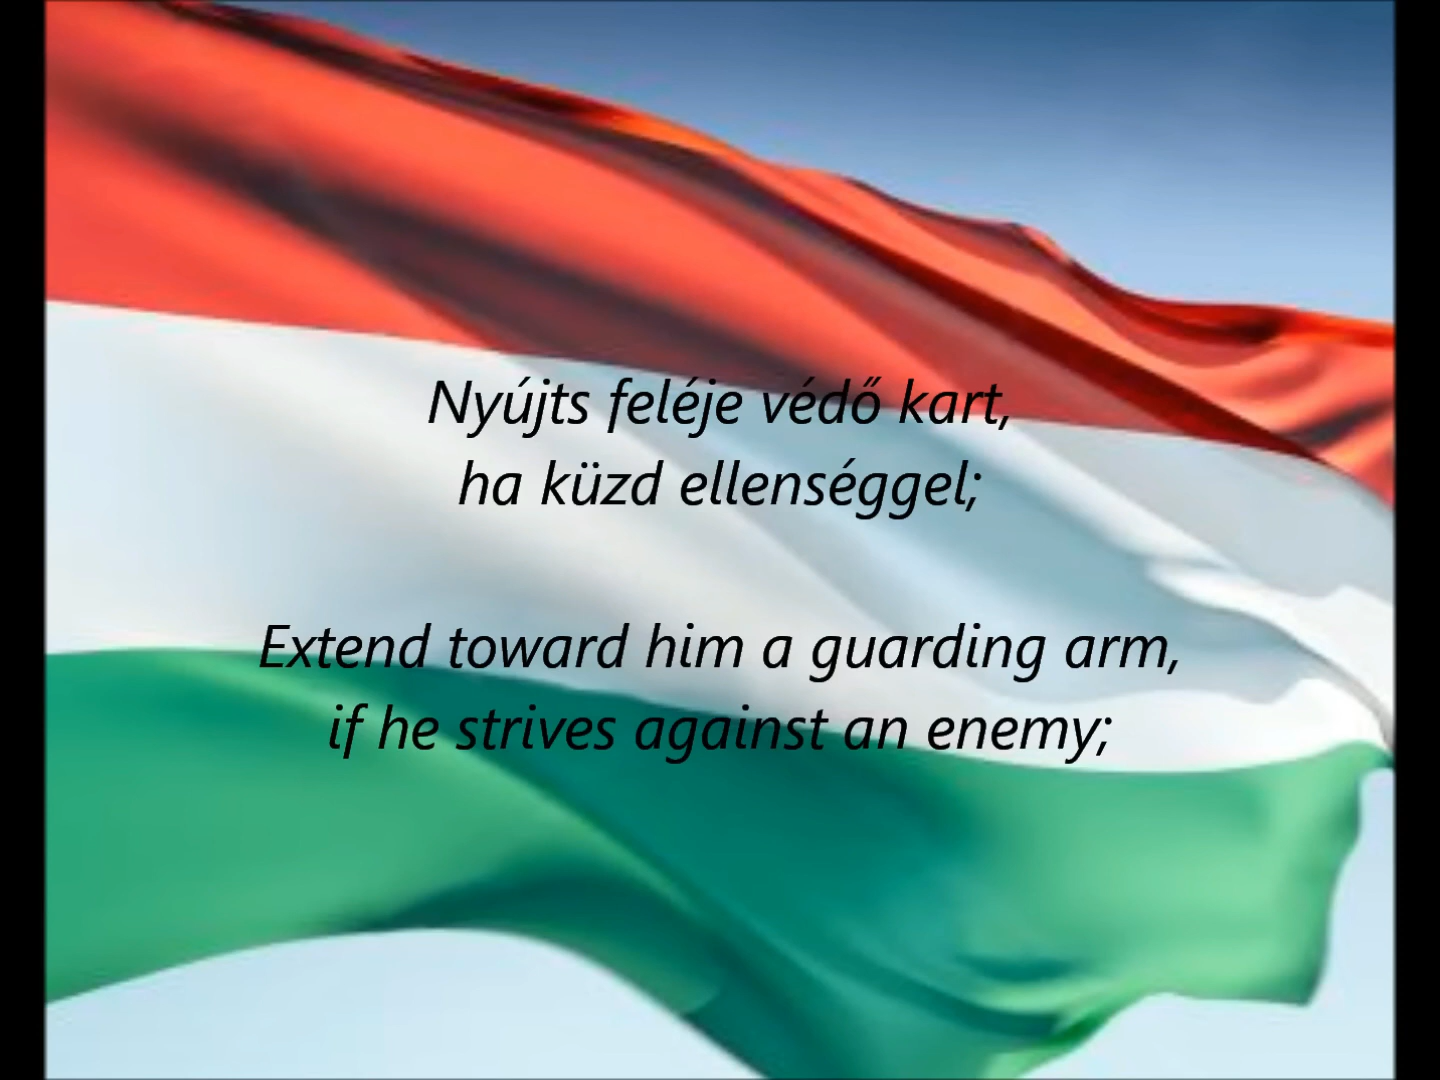 Nyújts feléje védő kart,
ha küzd ellenséggel;
Extend toward him a guarding arm,
if he strives against an enemy;